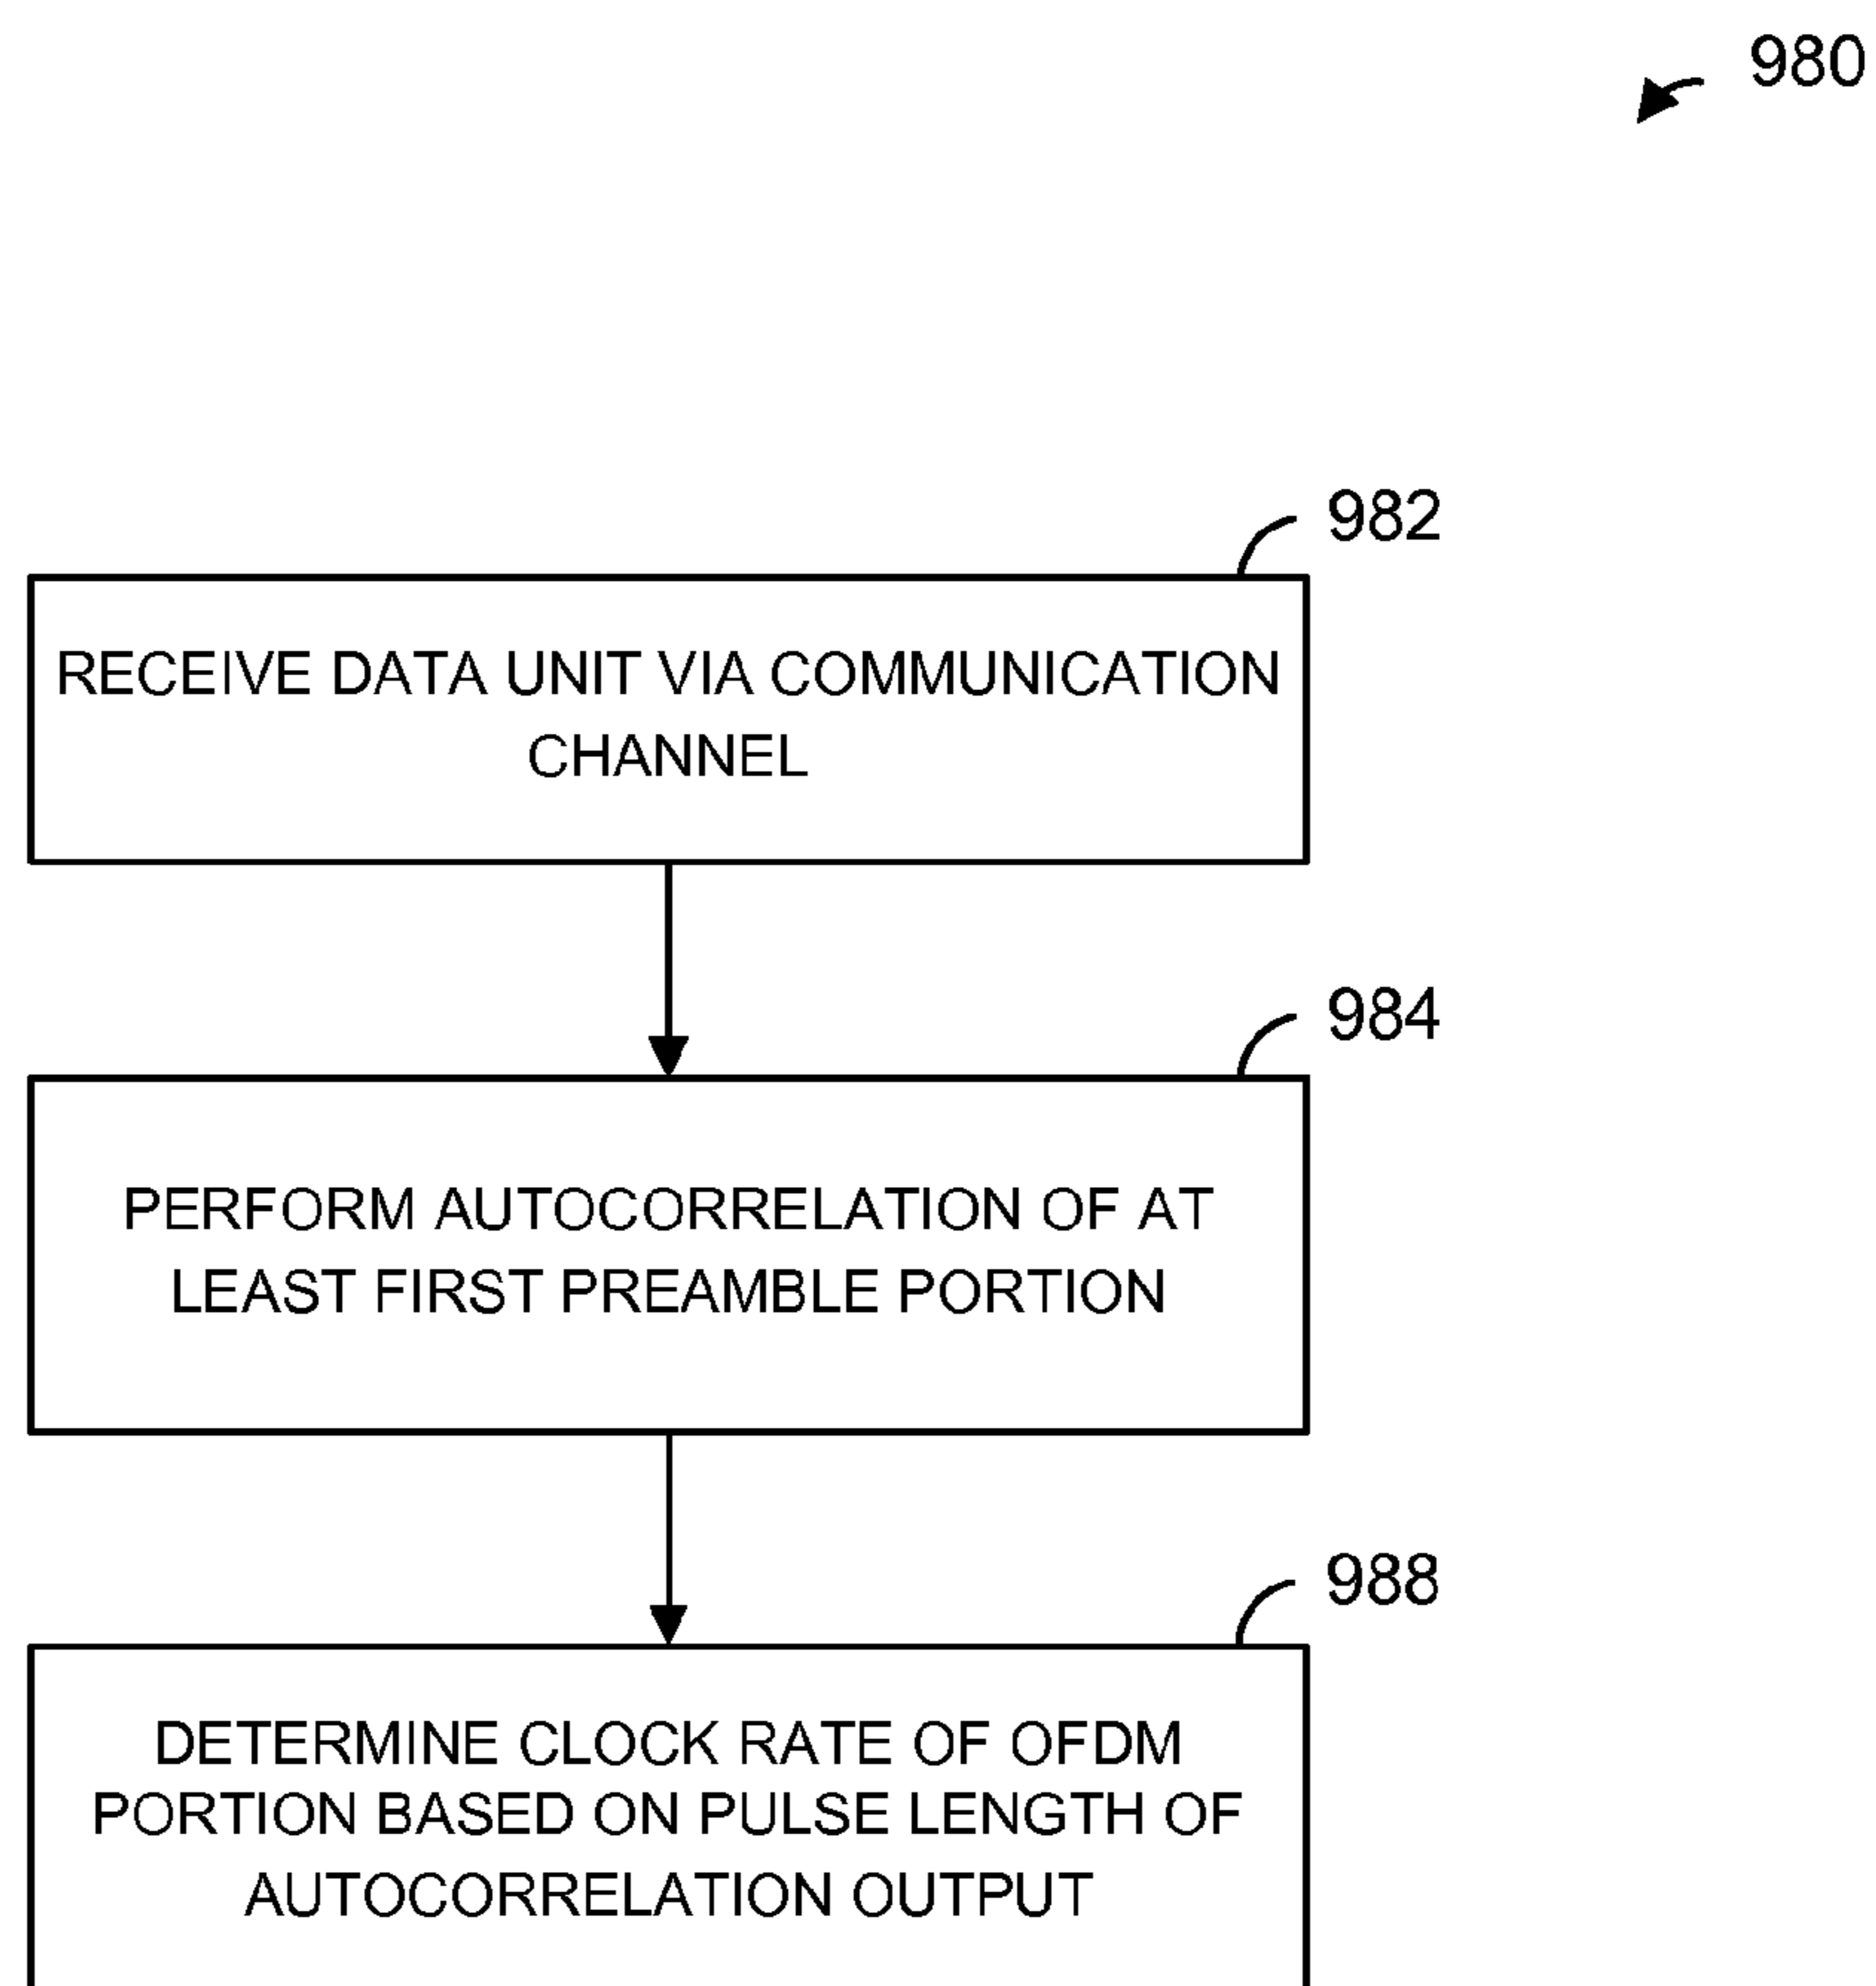 980
982
RECEIVE DATA UNIT VIA COMMUNICATION
CHANNEL
984
PERFORM AUTOCORRELATION OF AT
LEAST FIRST PREAMBLE PORTION
988
DETERMINE CLOCK RATE OF OFDM
PORTION BASED ON PULSE LENGTH OF
AUTOCORRELATION OUTPUT